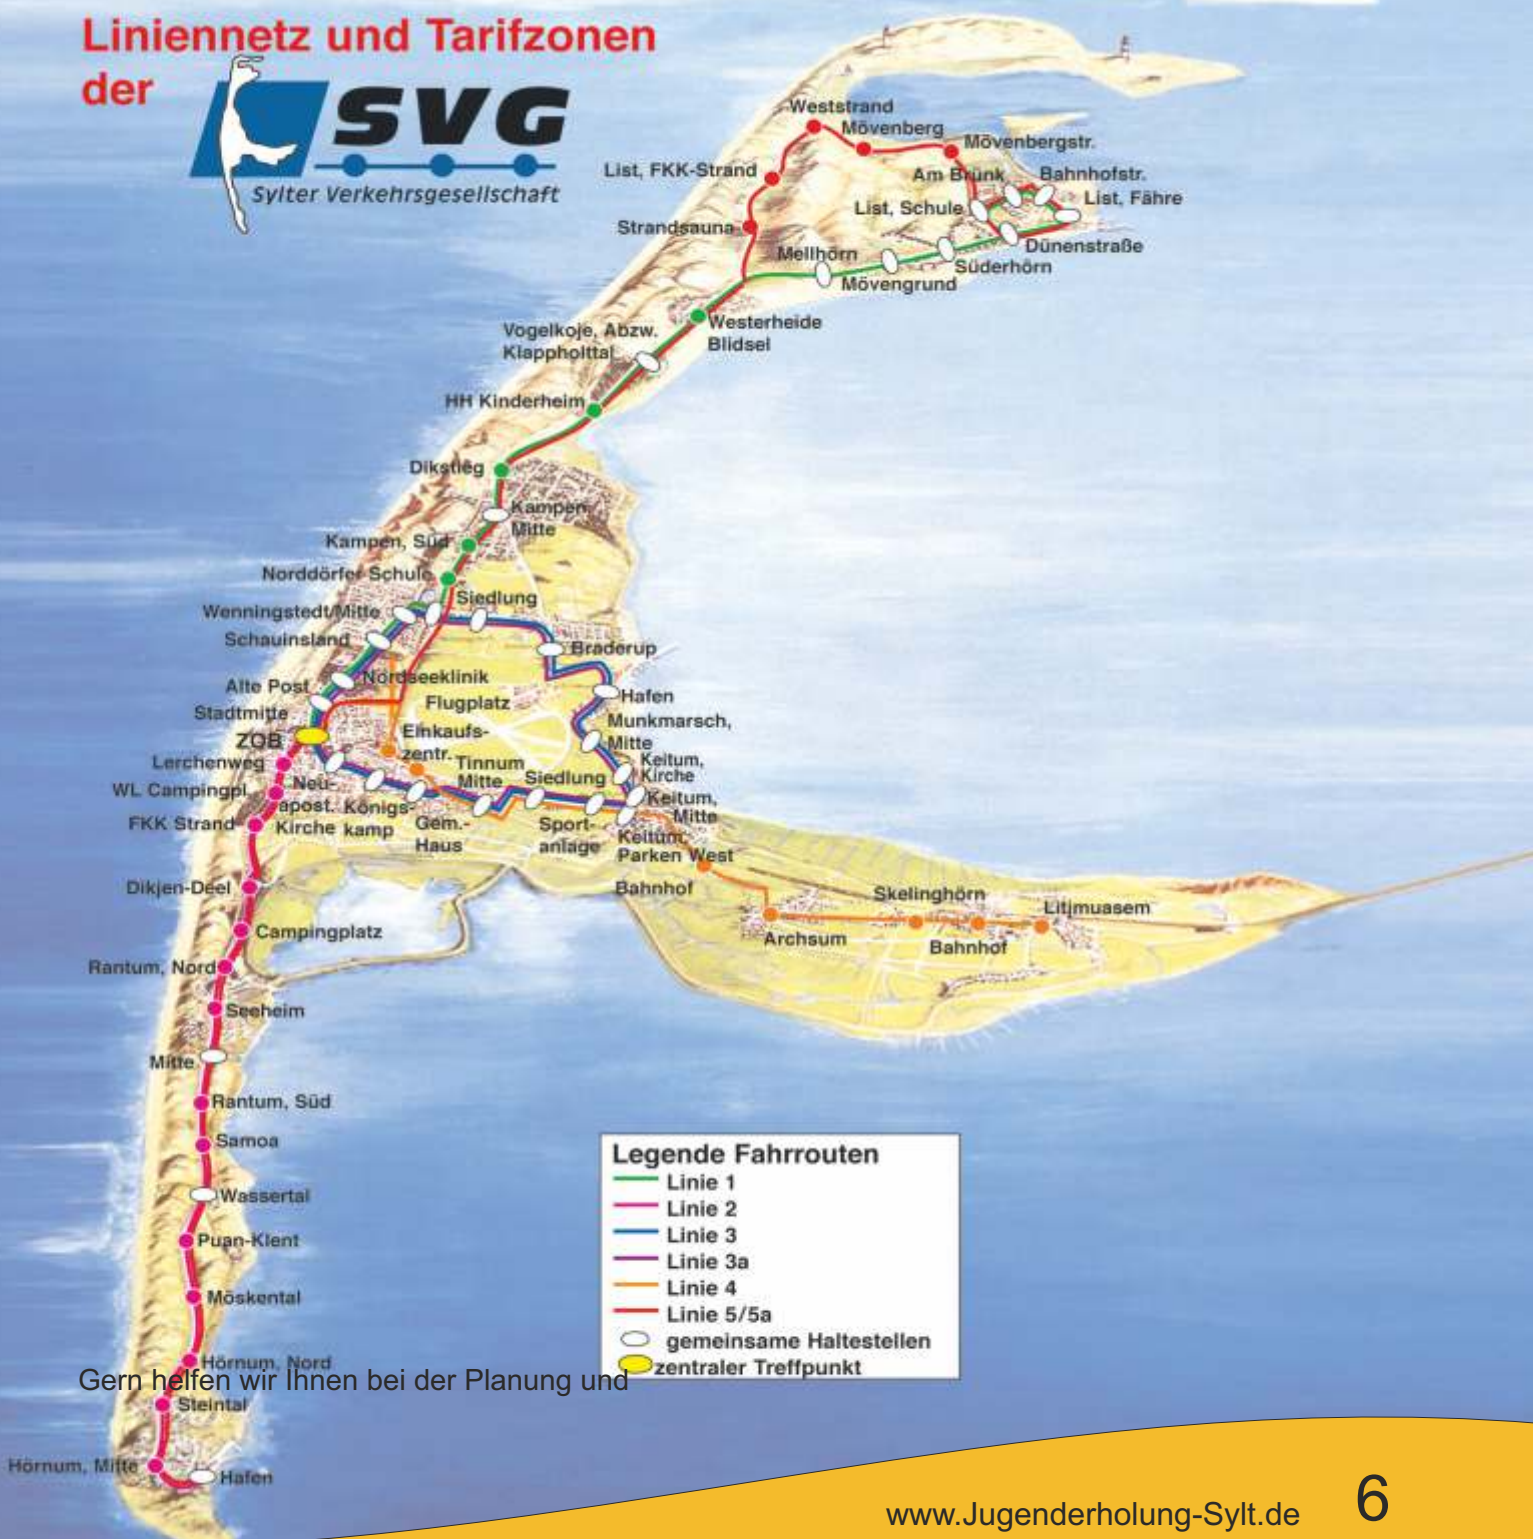 Liniennetz und Tarifzonen
der
SVG
Sylter Verkehrsgesellschaft
Weststrand
Mövenberg
Mövenbergstr.
List, FKK-Strand
Am Brünk
Bahnhofstr.
List, Schule
List, Fähre
Strandsauna
Dünenstraße
Mellhörn
Süderhörn
Mövengrund
Westerheide
Blidsel
Vogelkoje, Abzw.
Klappholttal
HH Kinderheim
Dikstieg
Kampen
Mitte
Kampen, Süd
Norddörfer Schule
Siedlung
Wenningstedt/Mitte
Schauinsland
Braderup
Nordseeklinik
Alte Post
Hafen
Flugplatz
Stadtmitte
Munkmarsch,
Mitte
Einkaufs-
zentr.
ZOB
Lerchenweg
Tinnum
Mitte
Siedlung
Keitum,
Kirche
WL Campingpl.
Neu-
apost.
Kirche
Königs-
kamp
Gem.-
Haus
Sport-
anlage
Keitum,
Mitte
Keitum,
Parken West
FKK Strand
Bahnhof
Dikjen-Deel
Skelinghörn
Litjmuasem
Archsum
Bahnhof
Campingplatz
Rantum, Nord
Seeheim
Mitte
Rantum, Süd
Samoa
Wassertal
Puan-Klent
Möskental
Hörnum, Nord
Steintal
Hörnum, Mitte
Hafen
Legende Fahrrouten
Linie 1
Linie 2
Linie 3
Linie 3a
Linie 4
Linie 5/5a
gemeinsame Haltestellen
zentraler Treffpunkt
Gern helfen wir Ihnen bei der Planung und
www.Jugenderholung-Sylt.de 6